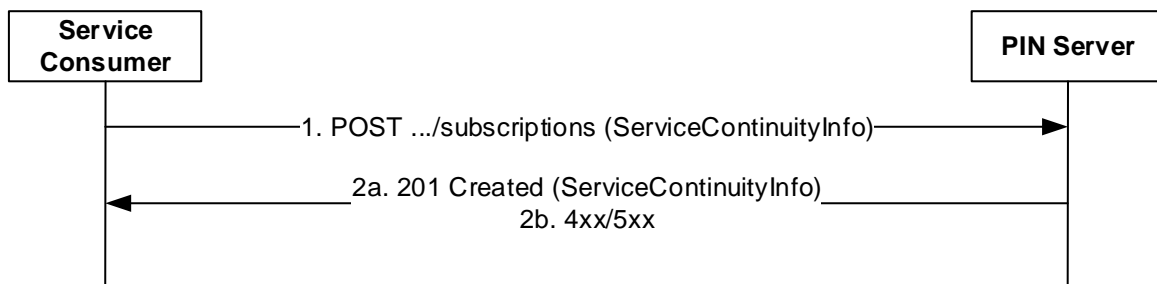 Service
Consumer
PIN Server
1. POST .../subscriptions (ServiceContinuityInfo)
2a. 201 Created (ServiceContinuityInfo)
2b. 4xx/5xx